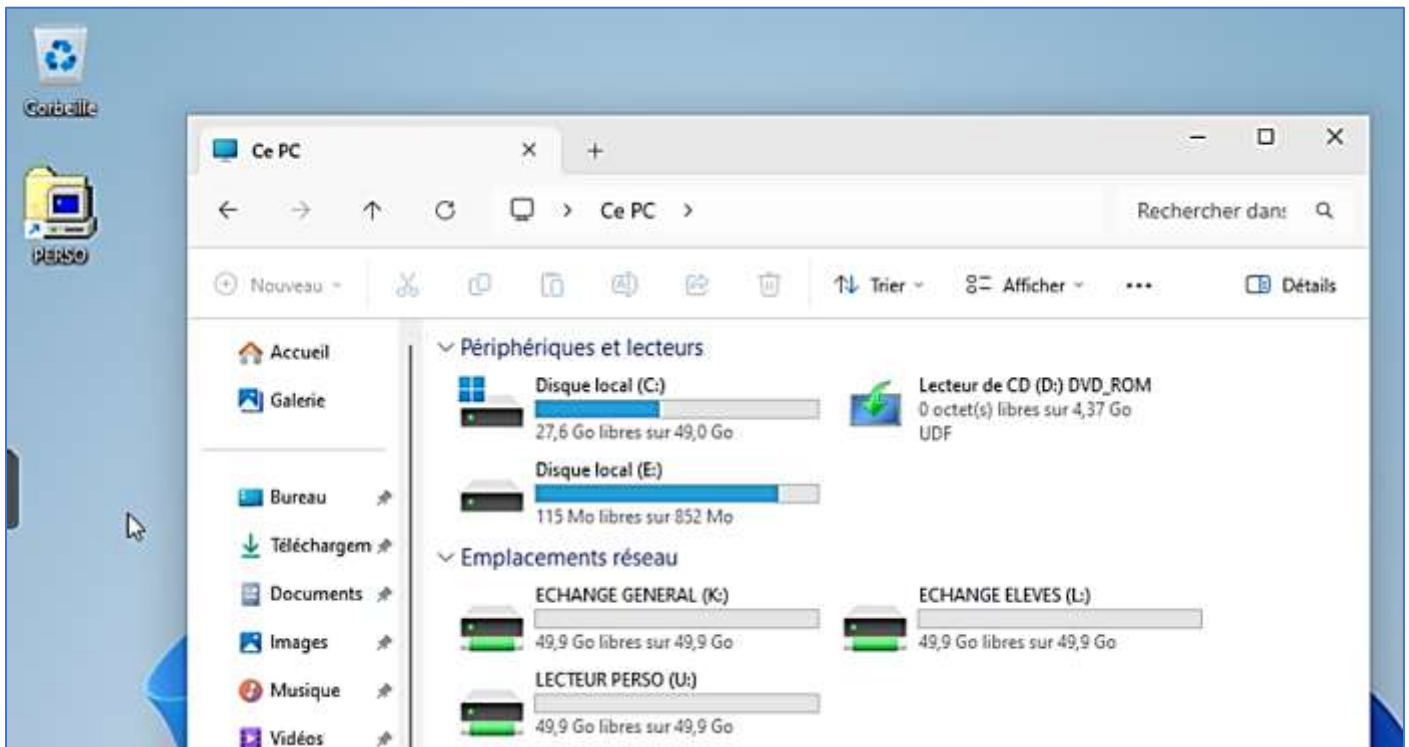 Corbeille
PERSO
Ce PC
Ce PC
Rechercher dans
Nouveau
Trier
Afficher
Détails
Accueil
Galerie
Bureau
Téléchargem
Documents
Images
Musique
Vidéos
Périphériques et lecteurs
Disque local (C:)
27,6 Go libres sur 49,0 Go
Lecteur de CD (D:) DVD_ROM
0 octet(s) libres sur 4,37 Go
UDF
Disque local (E:)
115 Mo libres sur 852 Mo
Emplacements réseau
ECHANGE GENERAL (K:)
49,9 Go libres sur 49,9 Go
ECHANGE ELEVES (L:)
49,9 Go libres sur 49,9 Go
LECTEUR PERSO (U:)
49,9 Go libres sur 49,9 Go